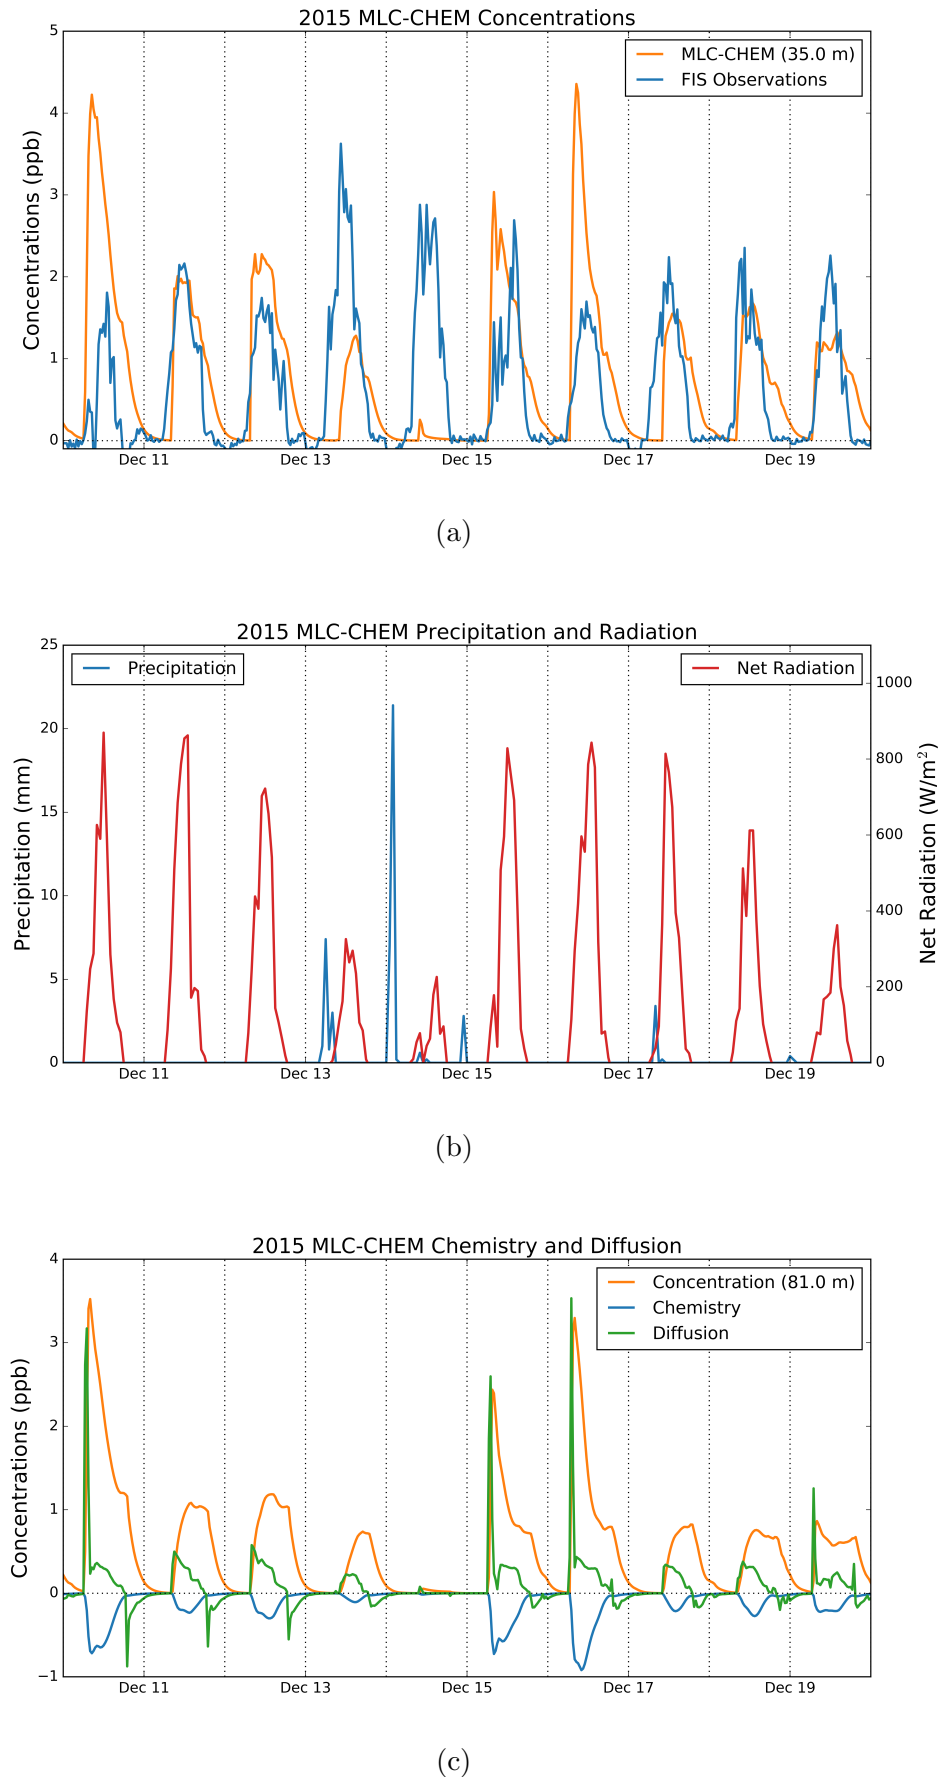 2015 MLC-CHEM Concentrations
5
4
3
2
1
0
Concentrations (ppb)
MLC-CHEM (35.0 m)
FIS Observations
Dec 11
Dec 13
Dec 15
Dec 17
Dec 19
(a)
2015 MLC-CHEM Precipitation and Radiation
25
20
15
10
5
0
Precipitation (mm)
Precipitation
Net Radiation
1000
800
600
400
200
0
Net Radiation (W/m²)
Dec 11
Dec 13
Dec 15
Dec 17
Dec 19
(b)
2015 MLC-CHEM Chemistry and Diffusion
4
3
2
1
0
−1
Concentrations (ppb)
Concentration (81.0 m)
Chemistry
Diffusion
Dec 11
Dec 13
Dec 15
Dec 17
Dec 19
(c)